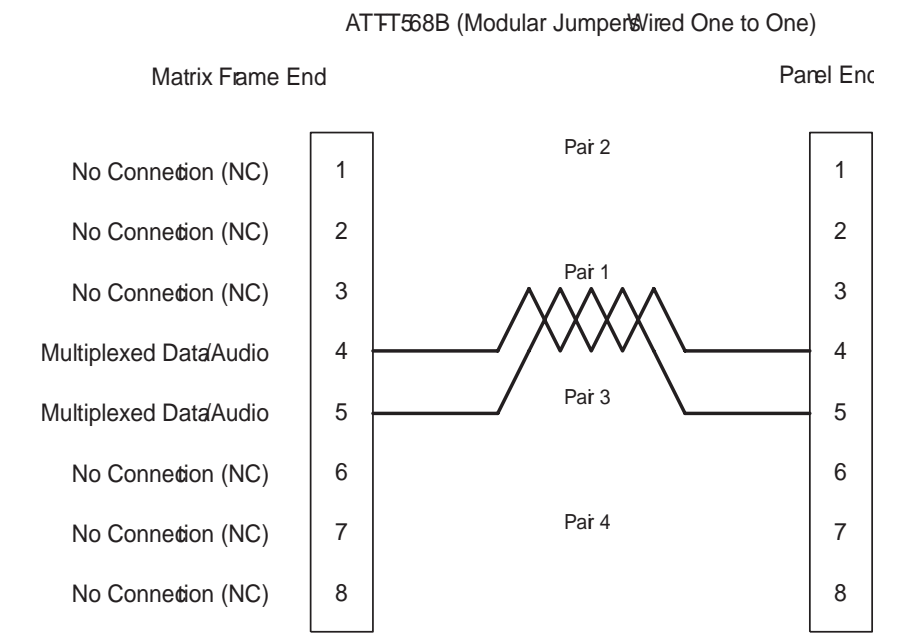 ATT-T568B (Modular Jumpers Wired One to One)
Matrix Frame End
Panel End
Pair 2
No Connection (NC) 1 1
No Connection (NC) 2 2
Pair 1
No Connection (NC) 3 3
Multiplexed Data/Audio 4 4
Pair 3
Multiplexed Data/Audio 5 5
No Connection (NC) 6 6
Pair 4
No Connection (NC) 7 7
No Connection (NC) 8 8